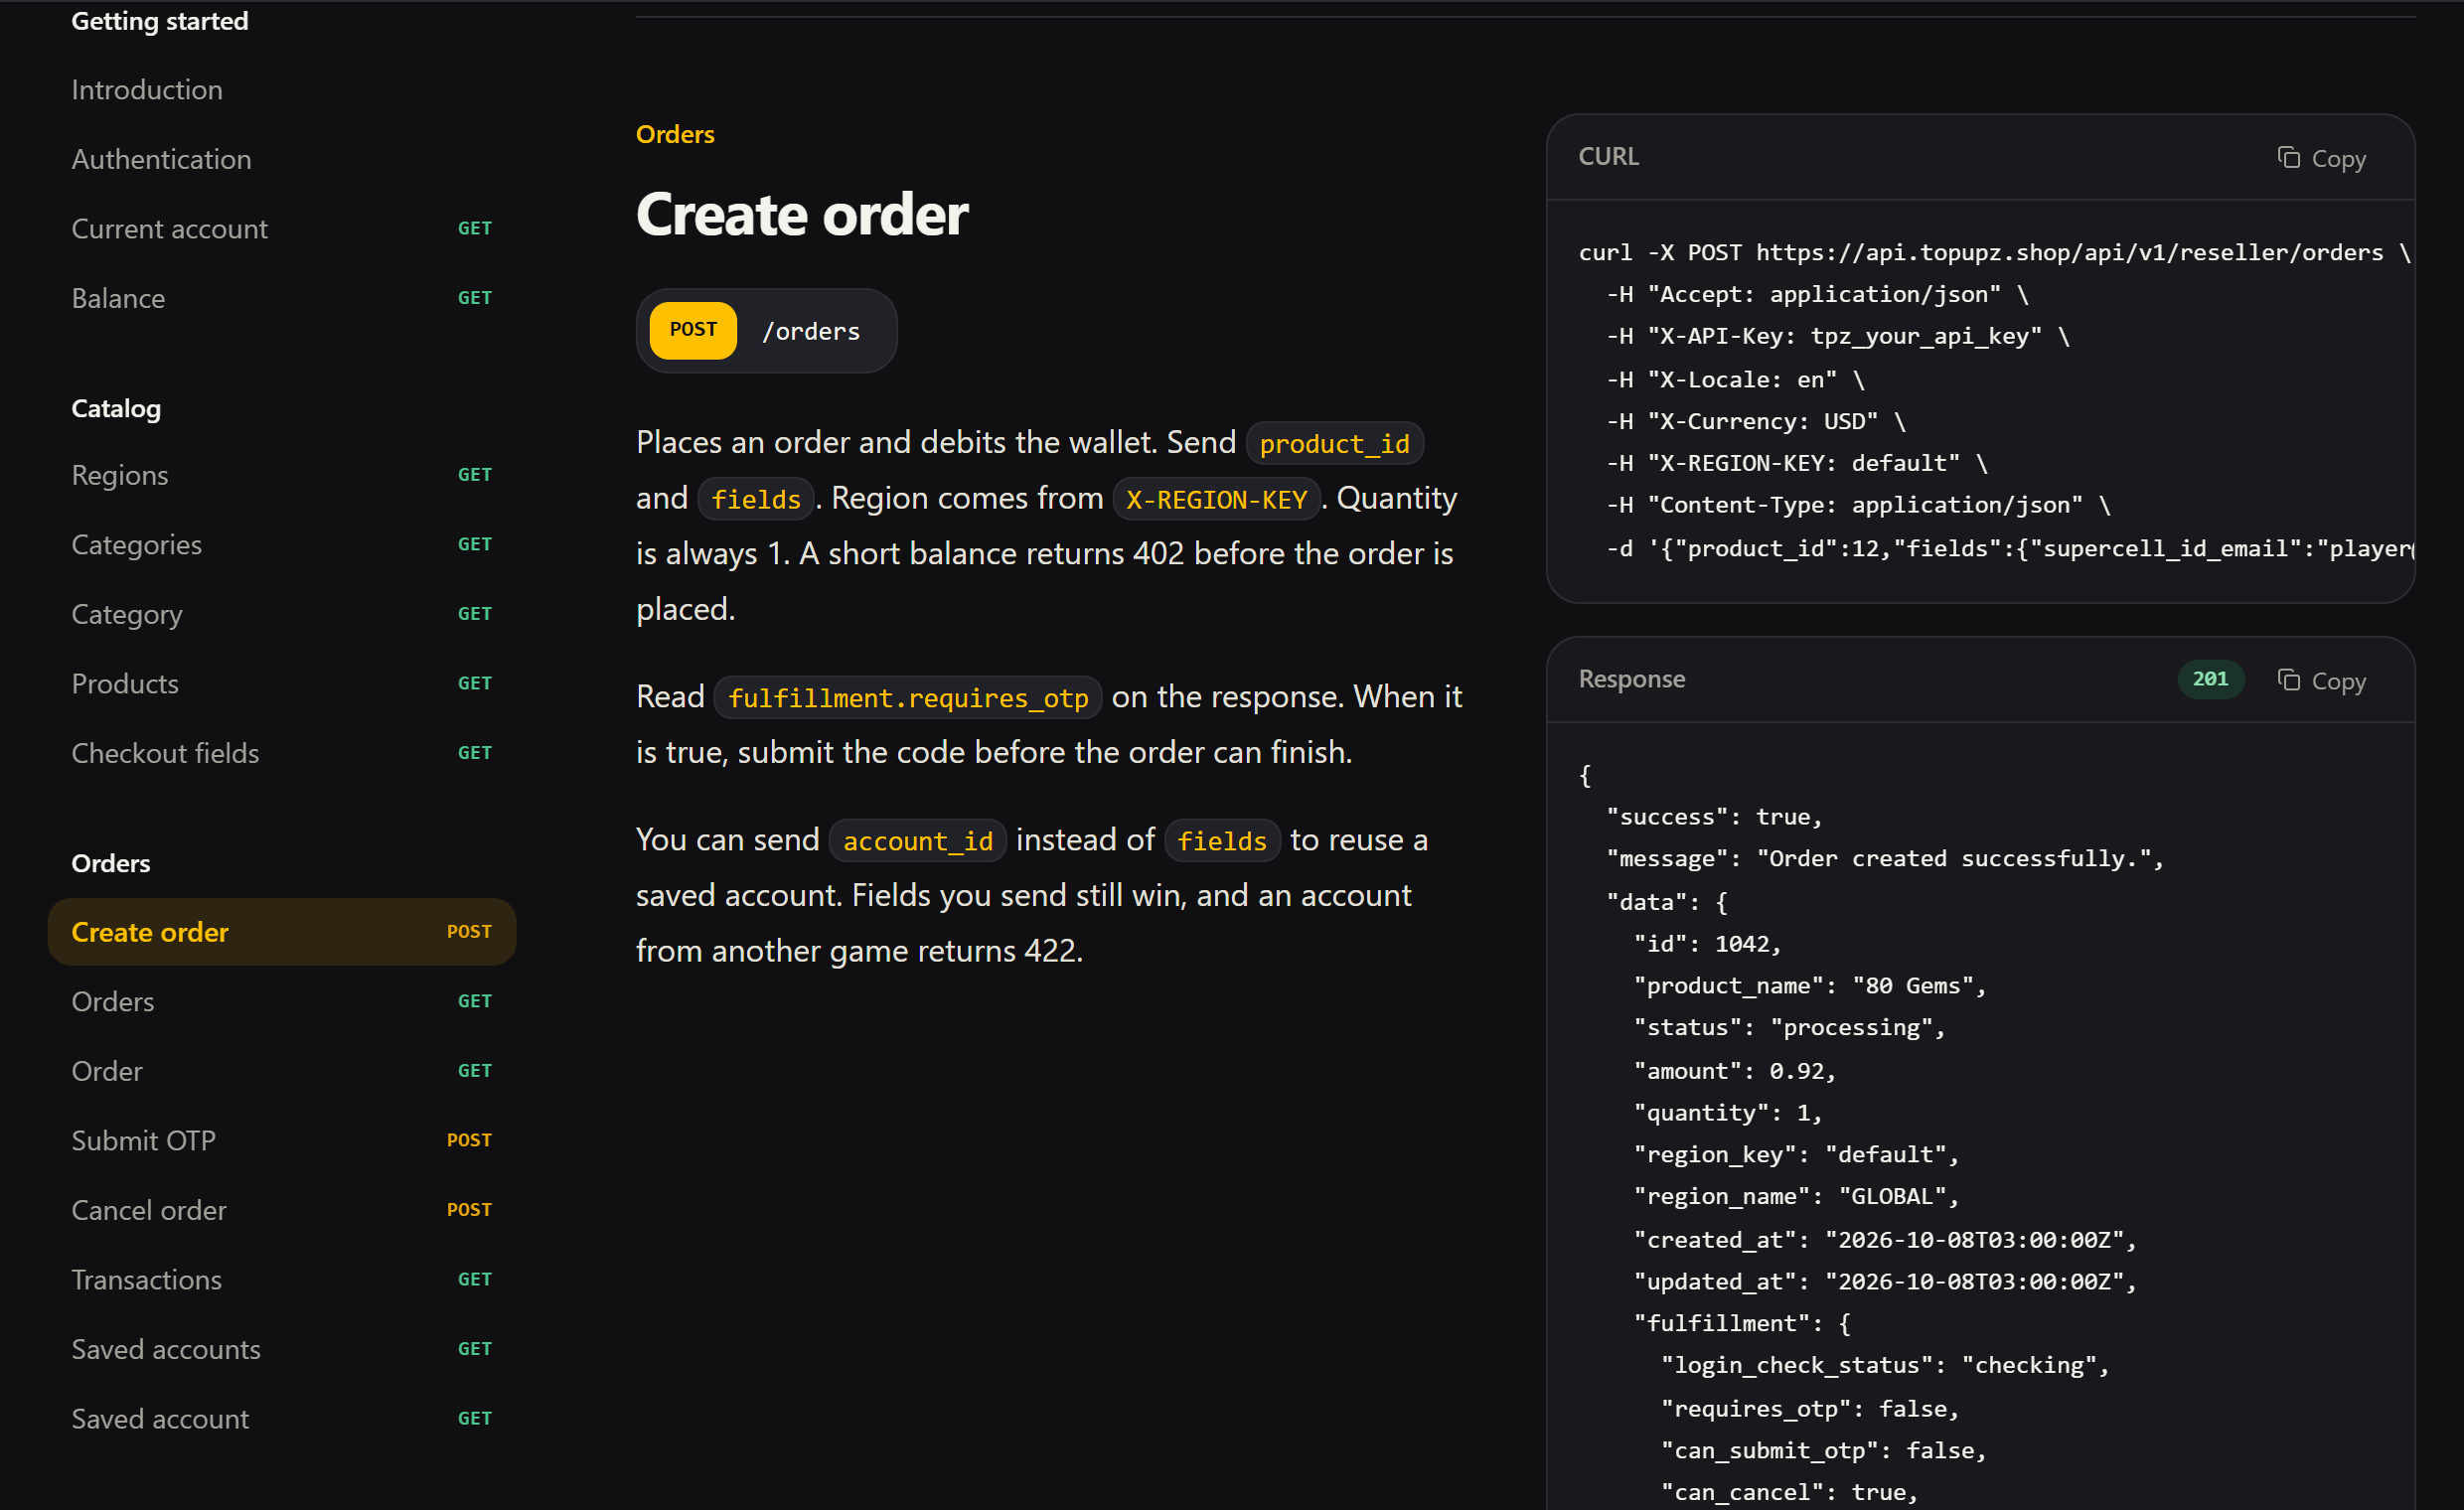 Getting started
Introduction
Authentication
Current account GET
Balance GET
Catalog
Regions GET
Categories GET
Category GET
Products GET
Checkout fields GET
Orders
Create order POST
Orders GET
Order GET
Submit OTP POST
Cancel order POST
Transactions GET
Saved accounts GET
Saved account GET
Orders
Create order
POST /orders
Places an order and debits the wallet. Send product_id
and fields. Region comes from X-REGION-KEY. Quantity
is always 1. A short balance returns 402 before the order is
placed.
Read fulfillment.requires_otp on the response. When it
is true, submit the code before the order can finish.
You can send account_id instead of fields to reuse a
saved account. Fields you send still win, and an account
from another game returns 422.
CURL Copy
curl -X POST https://api.topupz.shop/api/v1/reseller/orders \
  -H "Accept: application/json" \
  -H "X-API-Key: tpz_your_api_key" \
  -H "X-Locale: en" \
  -H "X-Currency: USD" \
  -H "X-REGION-KEY: default" \
  -H "Content-Type: application/json" \
  -d '{"product_id":12,"fields":{"supercell_id_email":"player
Response 201 Copy
{
  "success": true,
  "message": "Order created successfully.",
  "data": {
    "id": 1042,
    "product_name": "80 Gems",
    "status": "processing",
    "amount": 0.92,
    "quantity": 1,
    "region_key": "default",
    "region_name": "GLOBAL",
    "created_at": "2026-10-08T03:00:00Z",
    "updated_at": "2026-10-08T03:00:00Z",
    "fulfillment": {
      "login_check_status": "checking",
      "requires_otp": false,
      "can_submit_otp": false,
      "can_cancel": true,